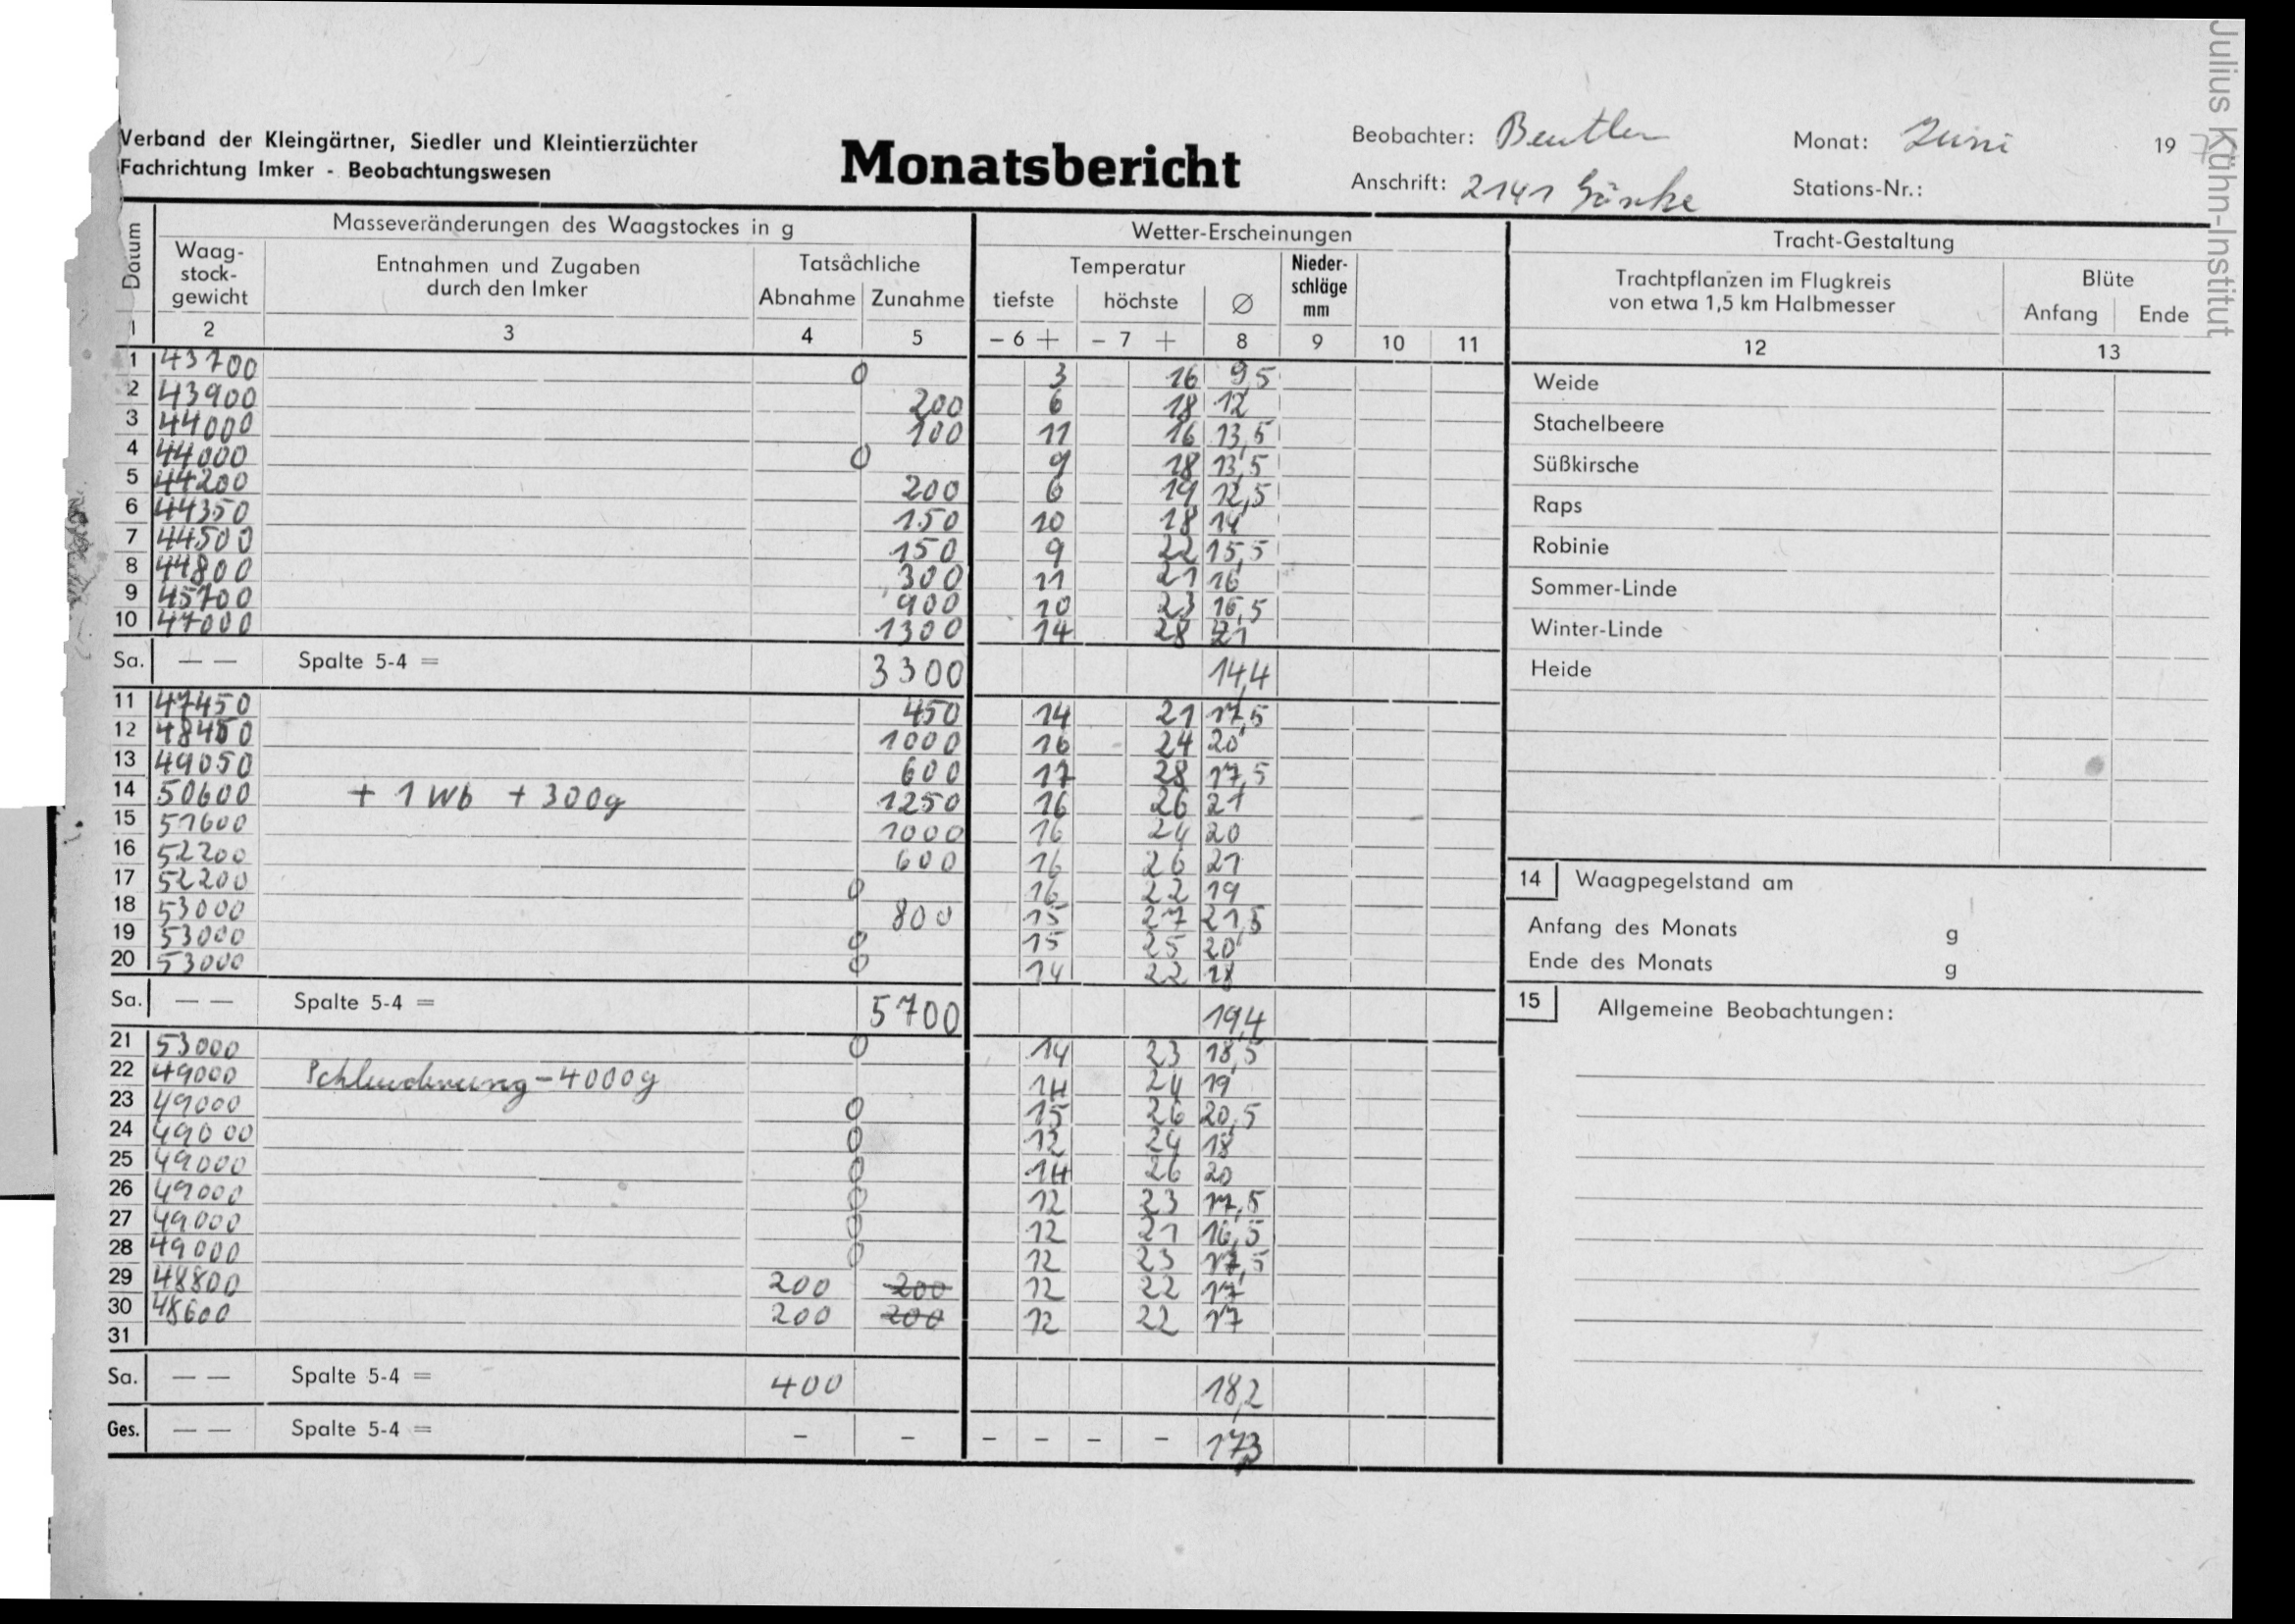 Julius Kühn-Institut
Verband der Kleingärtner, Siedler und Kleintierzüchter
Fachrichtung Imker - Beobachtungswesen
Monatsbericht
Beobachter: Beutler
Monat: Juni 19
Anschrift: 2141
Stations-Nr.:
Datum Masseveränderungen des Waagstockes in g Wetter-Erscheinungen Tracht-Gestaltung
Waag-stock-gewicht Entnahmen und Zugaben durch den Imker Tatsächliche Abnahme Zunahme Temperatur tiefste höchste Ø Nieder-schläge mm Trachtpflanzen im Flugkreis von etwa 1,5 km Halbmesser Blüte Anfang Ende
1 2 3 4 5 - 6 + - 7 + 8 9 10 11 12 13
1 43700 0 3 16 9,5
2 43900 200 6 18 12
3 44000 100 11 16 13,5
4 44000 0 9 18 13,5
5 44200 200 6 19 12,5
6 44350 150 10 18 14
7 44500 150 9 22 15,5
8 44800 300 11 21 16
9 45700 900 10 23 16,5
10 47000 1300 14 28 21
Sa. — — Spalte 5-4 = 3300 14,4
11 47450 450 14 21 17,5
12 48450 1000 16 24 20
13 49050 600 17 28 17,5
14 50600 + 1 Wb + 300g 1250 16 26 21
15 51600 1000 16 24 20
16 52200 600 16 26 21
17 52200 0 16 22 19
18 53000 800 15 27 21,5
19 53000 0 15 25 20
20 53000 0 14 22 18
Sa. — — Spalte 5-4 = 5700 19,4
21 53000 0 14 23 18,5
22 49000 - 4000g 14 24 19
23 49000 0 15 26 20,5
24 49000 0 12 24 18
25 49000 0 14 26 20
26 49000 0 12 23 17,5
27 49000 0 12 21 16,5
28 49000 0 12 23 17,5
29 48800 200 200 12 22 17
30 48600 200 200 12 22 17
31
Sa. — — Spalte 5-4 = 400 18,2
Ges. — — Spalte 5-4 = - - - - - - 17,3
Weide
Stachelbeere
Süßkirsche
Raps
Robinie
Sommer-Linde
Winter-Linde
Heide
14 Waagpegelstand am
Anfang des Monats g
Ende des Monats g
15 Allgemeine Beobachtungen: